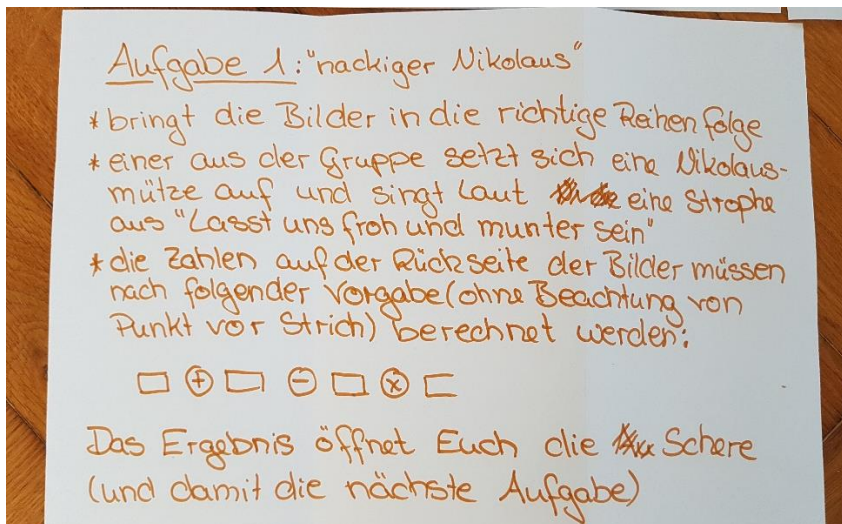 Aufgabe 1: "nackiger Nikolaus"
* bringt die Bilder in die richtige Reihenfolge
* einer aus der Gruppe setzt sich eine Nikolaus-
mütze auf und singt laut eine Strophe
aus "Lasst uns froh und munter sein"
* die Zahlen auf der Rückseite der Bilder müssen
nach folgender Vorgabe (ohne Beachtung von
Punkt vor Strich) berechnet werden:
□ ⊕ □ ⊖ □ ⊗ □
Das Ergebnis öffnet Euch die Schere
(und damit die nächste Aufgabe)